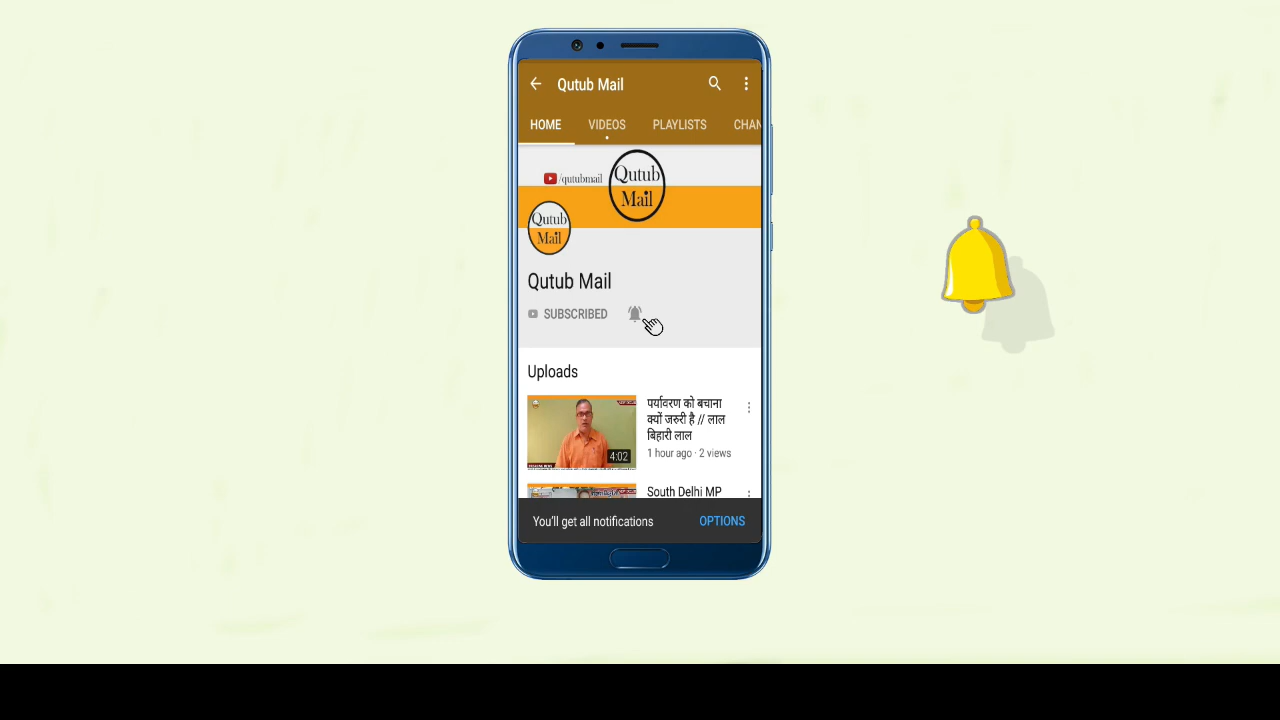 Qutub Mail
HOME VIDEOS PLAYLISTS CHAN
/qutubmail
Qutub
Mail
Qutub
Mail
Qutub Mail
SUBSCRIBED
Uploads
पर्यावरण को बचाना
क्यों जरुरी है // लाल
बिहारी लाल
4:02
1 hour ago · 2 views
South Delhi MP
You'll get all notifications OPTIONS